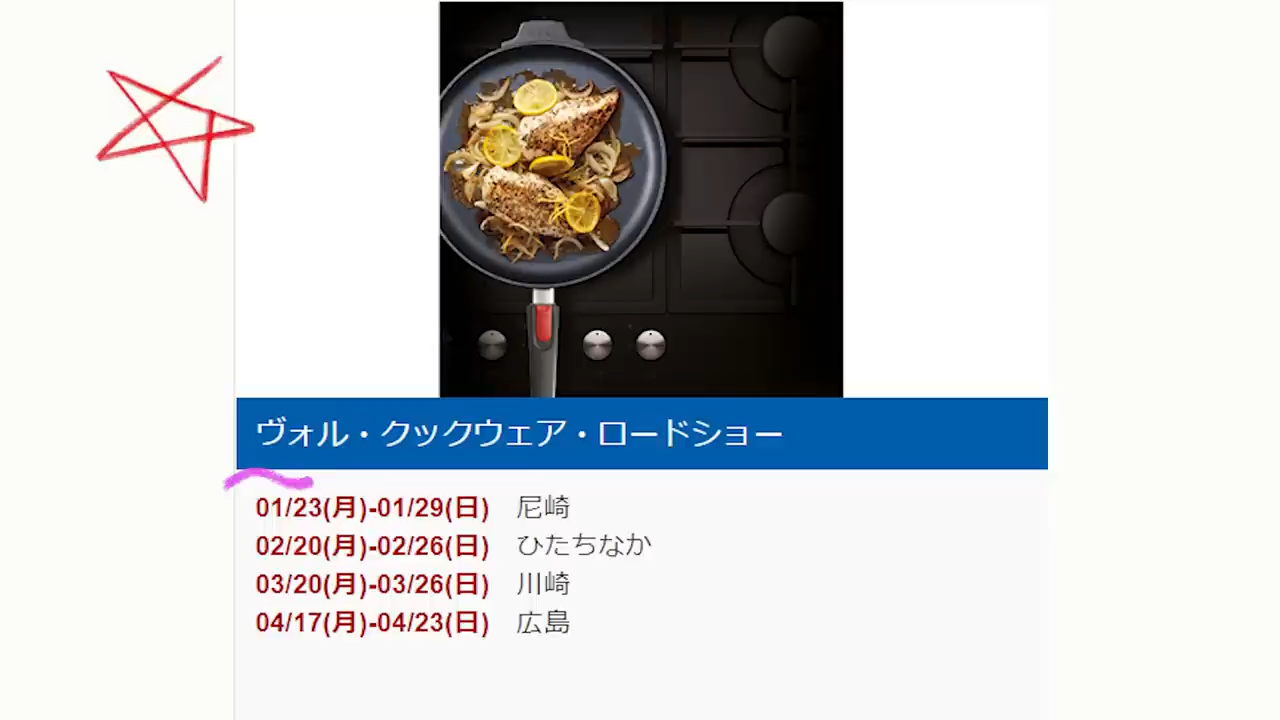 ヴォル・クックウェア・ロードショー
01/23(月)-01/29(日) 尼崎
02/20(月)-02/26(日) ひたちなか
03/20(月)-03/26(日) 川崎
04/17(月)-04/23(日) 広島